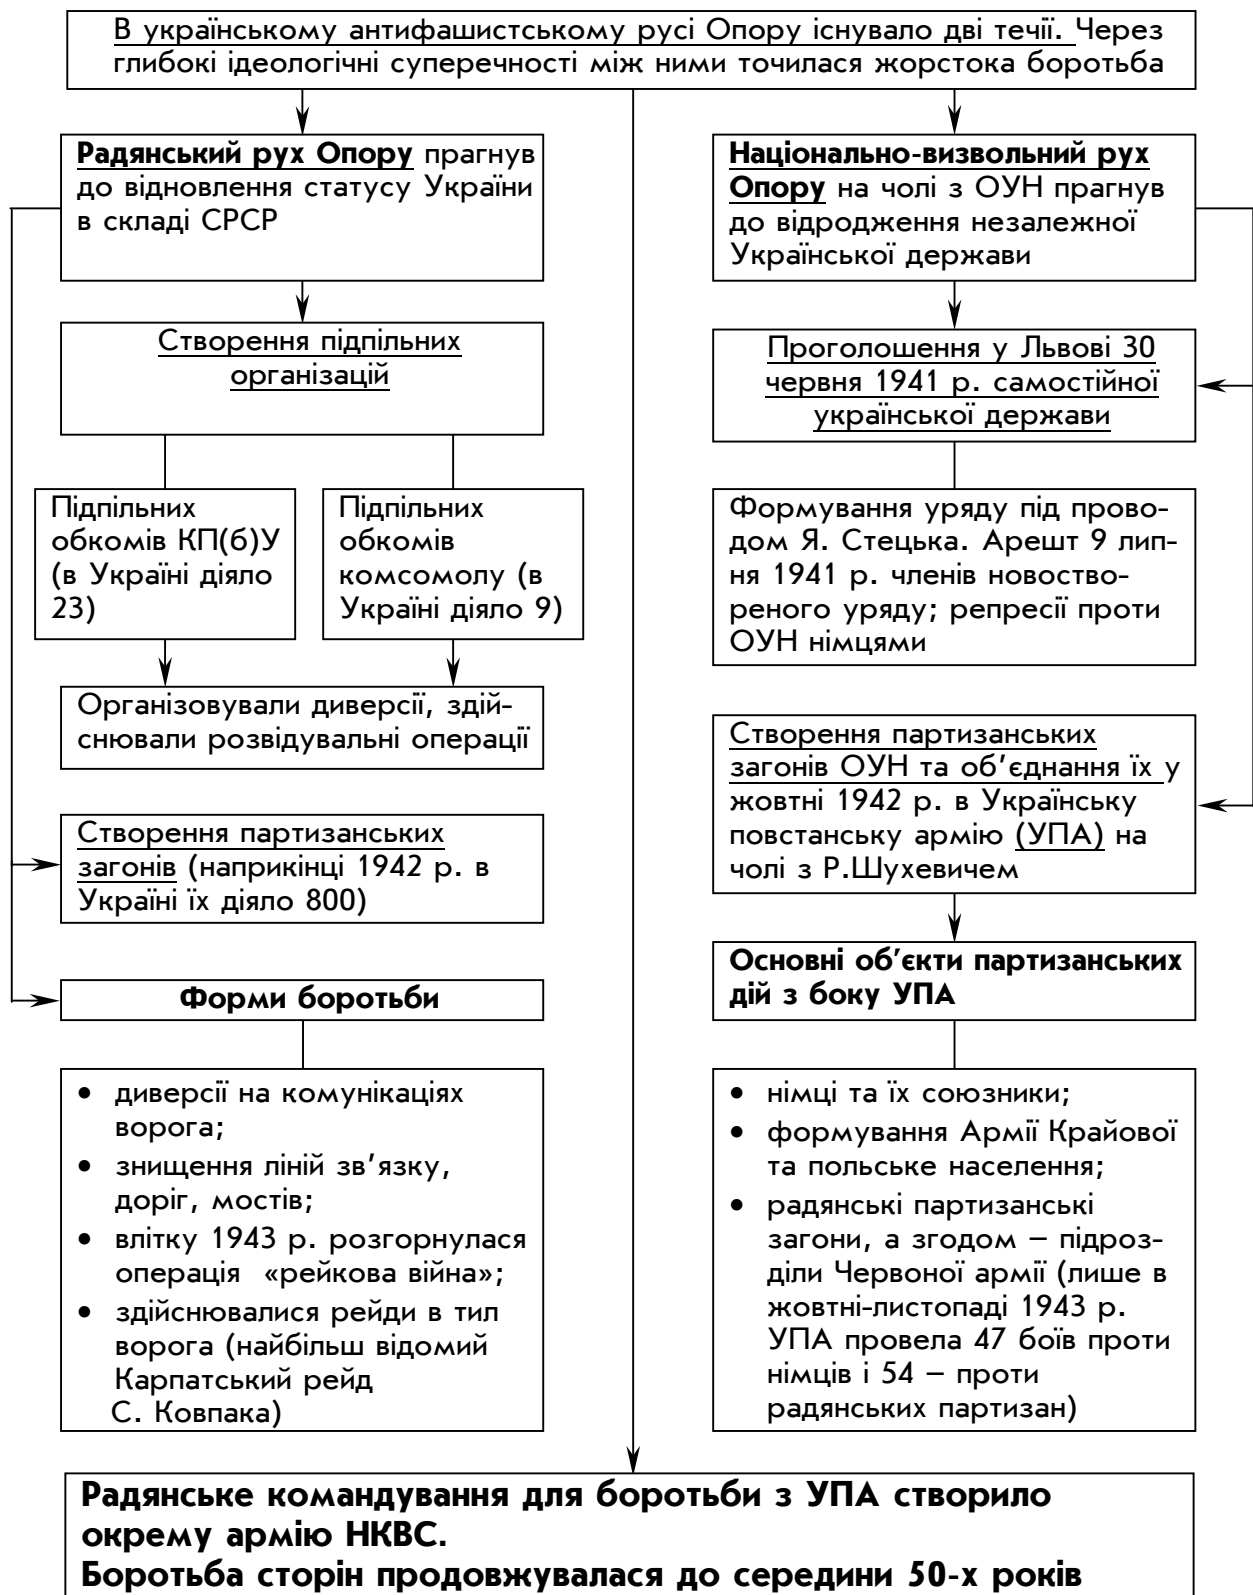 В українському антифашистському русі Опору існувало дві течії. Через
глибокі ідеологічні суперечності між ними точилася жорстока боротьба
Радянський рух Опору прагнув
до відновлення статусу України
в складі СРСР
Створення підпільних
організацій
Підпільних
обкомів КП(б)У
(в Україні діяло
23)
Підпільних
обкомів
комсомолу (в
Україні діяло 9)
Організовували диверсії, здій-
снювали розвідувальні операції
Створення партизанських
загонів (наприкінці 1942 р. в
Україні їх діяло 800)
Форми боротьби
• диверсії на комунікаціях
ворога;
• знищення ліній зв’язку,
доріг, мостів;
• влітку 1943 р. розгорнулася
операція «рейкова війна»;
• здійснювалися рейди в тил
ворога (найбільш відомий
Карпатський рейд
С. Ковпака)
Національно-визвольний рух
Опору на чолі з ОУН прагнув
до відродження незалежної
Української держави
Проголошення у Львові 30
червня 1941 р. самостійної
української держави
Формування уряду під прово-
дом Я. Стецька. Арешт 9 лип-
ня 1941 р. членів новоство-
реного уряду; репресії проти
ОУН німцями
Створення партизанських
загонів ОУН та об’єднання їх у
жовтні 1942 р. в Українську
повстанську армію (УПА) на
чолі з Р.Шухевичем
Основні об’єкти партизанських
дій з боку УПА
• німці та їх союзники;
• формування Армії Крайової
та польське населення;
• радянські партизанські
загони, а згодом – підроз-
діли Червоної армії (лише в
жовтні-листопаді 1943 р.
УПА провела 47 боїв проти
німців і 54 – проти
радянських партизан)
Радянське командування для боротьби з УПА створило
окрему армію НКВС.
Боротьба сторін продовжувалася до середини 50-х років